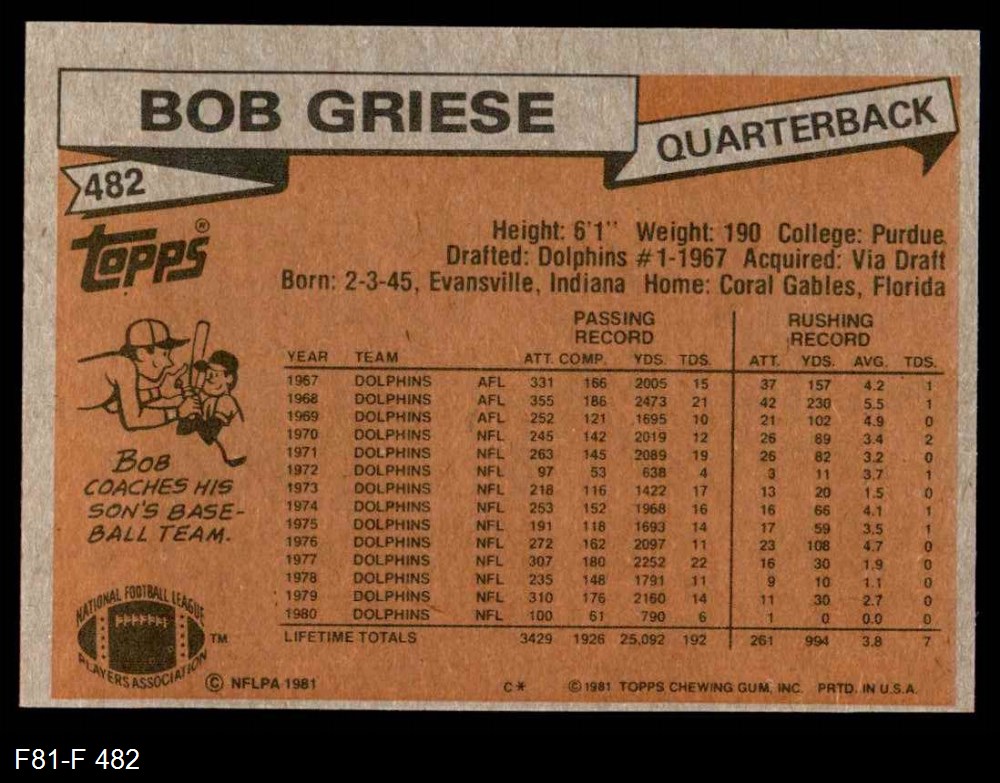 BOB GRIESE
QUARTERBACK
482
Topps®
Height: 6'1" Weight: 190 College: Purdue
Drafted: Dolphins #1-1967 Acquired: Via Draft
Born: 2-3-45, Evansville, Indiana Home: Coral Gables, Florida
PASSING RECORD RUSHING RECORD
YEAR TEAM ATT. COMP. YDS. TDS. ATT. YDS. AVG. TDS.
1967 DOLPHINS AFL 331 166 2005 15 37 157 4.2 1
1968 DOLPHINS AFL 355 186 2473 21 42 230 5.5 1
1969 DOLPHINS AFL 252 121 1695 10 21 102 4.9 0
1970 DOLPHINS NFL 245 142 2019 12 26 89 3.4 2
1971 DOLPHINS NFL 263 145 2089 19 26 82 3.2 0
1972 DOLPHINS NFL 97 53 638 4 3 11 3.7 1
1973 DOLPHINS NFL 218 116 1422 17 13 20 1.5 0
1974 DOLPHINS NFL 253 152 1968 16 16 66 4.1 1
1975 DOLPHINS NFL 191 118 1693 14 17 59 3.5 1
1976 DOLPHINS NFL 272 162 2097 11 23 108 4.7 0
1977 DOLPHINS NFL 307 180 2252 22 16 30 1.9 0
1978 DOLPHINS NFL 235 148 1791 11 9 10 1.1 0
1979 DOLPHINS NFL 310 176 2160 14 11 30 2.7 0
1980 DOLPHINS NFL 100 61 790 6 1 0 0.0 0
LIFETIME TOTALS 3429 1926 25,092 192 261 994 3.8 7
BOB
COACHES HIS
SON'S BASE-
BALL TEAM.
NATIONAL FOOTBALL LEAGUE
PLAYERS ASSOCIATION
TM
© NFLPA 1981 C* © 1981 TOPPS CHEWING GUM, INC. PRTD. IN U.S.A.
F81-F 482